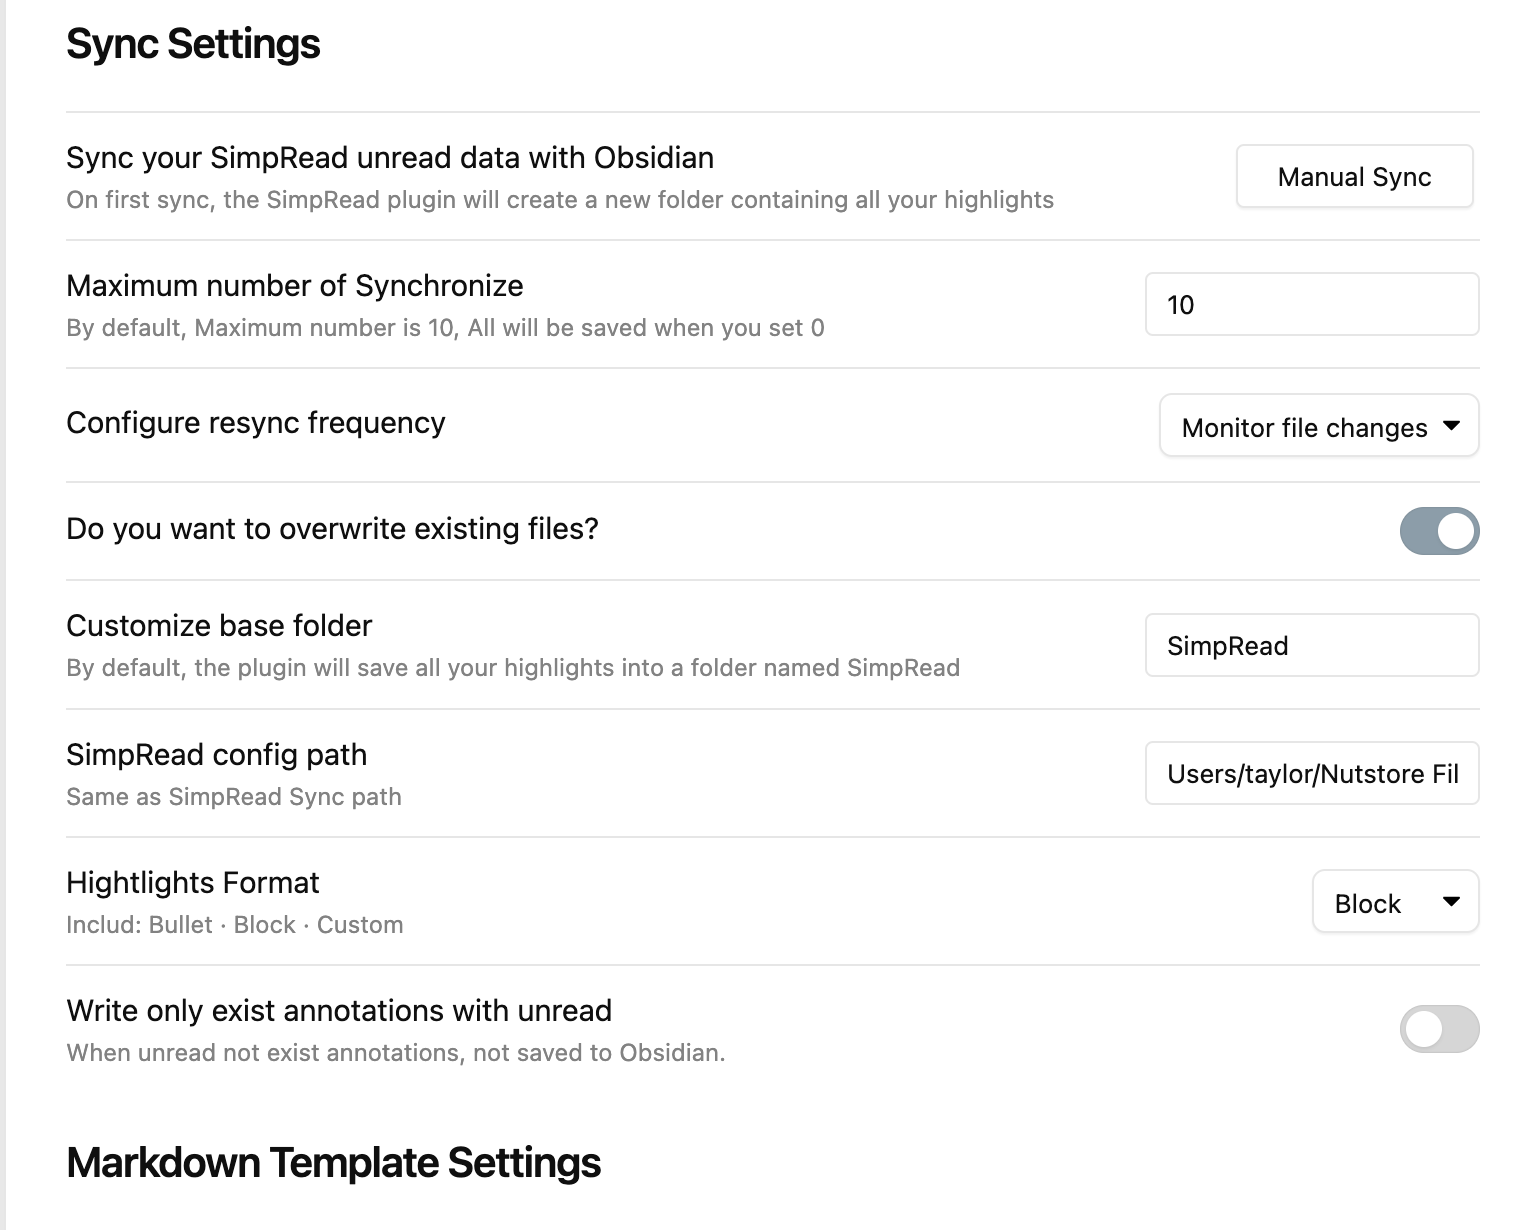 Sync Settings
Sync your SimpRead unread data with Obsidian
On first sync, the SimpRead plugin will create a new folder containing all your highlights
Manual Sync
Maximum number of Synchronize
By default, Maximum number is 10, All will be saved when you set 0
10
Configure resync frequency
Monitor file changes
Do you want to overwrite existing files?
Customize base folder
By default, the plugin will save all your highlights into a folder named SimpRead
SimpRead
SimpRead config path
Same as SimpRead Sync path
Users/taylor/Nutstore Fil
Hightlights Format
Includ: Bullet · Block · Custom
Block
Write only exist annotations with unread
When unread not exist annotations, not saved to Obsidian.
Markdown Template Settings